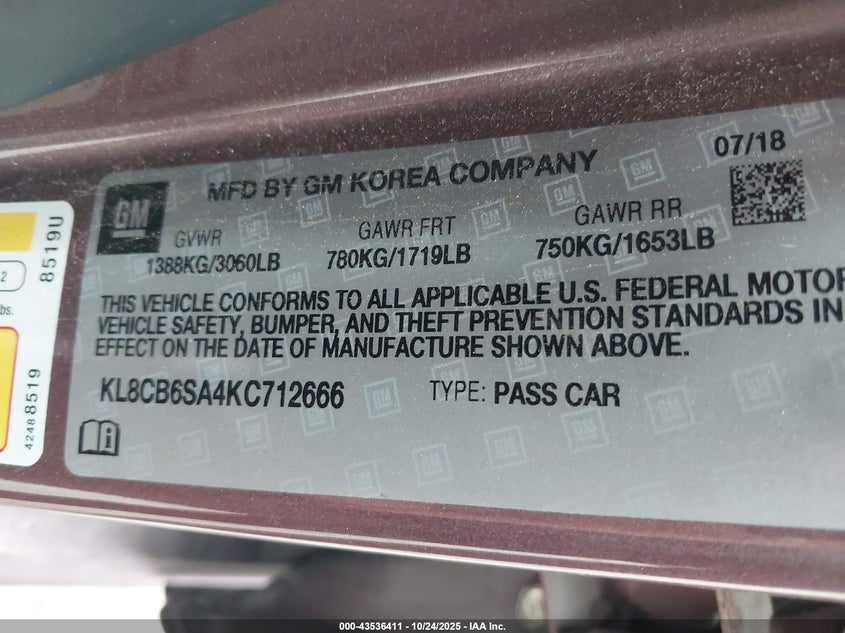 GM
MFD BY GM KOREA COMPANY
07/18
GVWR
GAWR FRT
GAWR RR
1388KG/3060LB
780KG/1719LB
750KG/1653LB
THIS VEHICLE CONFORMS TO ALL APPLICABLE U.S. FEDERAL MOTOR
VEHICLE SAFETY, BUMPER, AND THEFT PREVENTION STANDARDS IN
EFFECT ON THE DATE OF MANUFACTURE SHOWN ABOVE.
KL8CB6SA4KC712666
TYPE: PASS CAR
8519U
2
lbs.
42488519
000-43536411 - 10/24/2025 - IAA Inc.